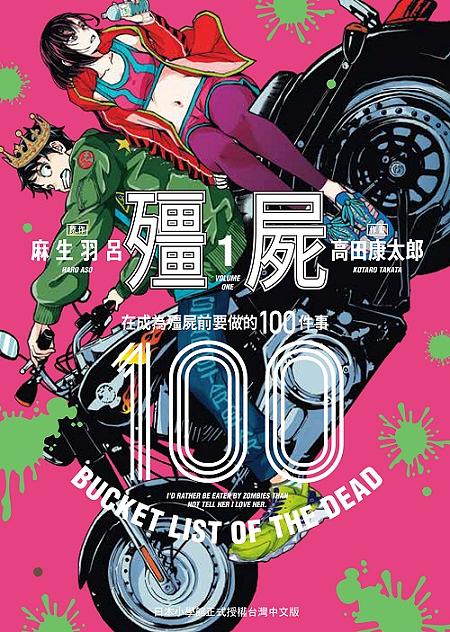 殭屍
1
VOLUME
ONE
原作
麻生羽呂
HARO ASO
作畫
高田康太郎
KOTARO TAKATA
在成為殭屍前要做的100件事
100
BUCKET LIST OF THE DEAD
I'D RATHER BE EATEN BY ZOMBIES THAN
NOT TELL HER I LOVE HER.
日本小學館正式授權台灣中文版